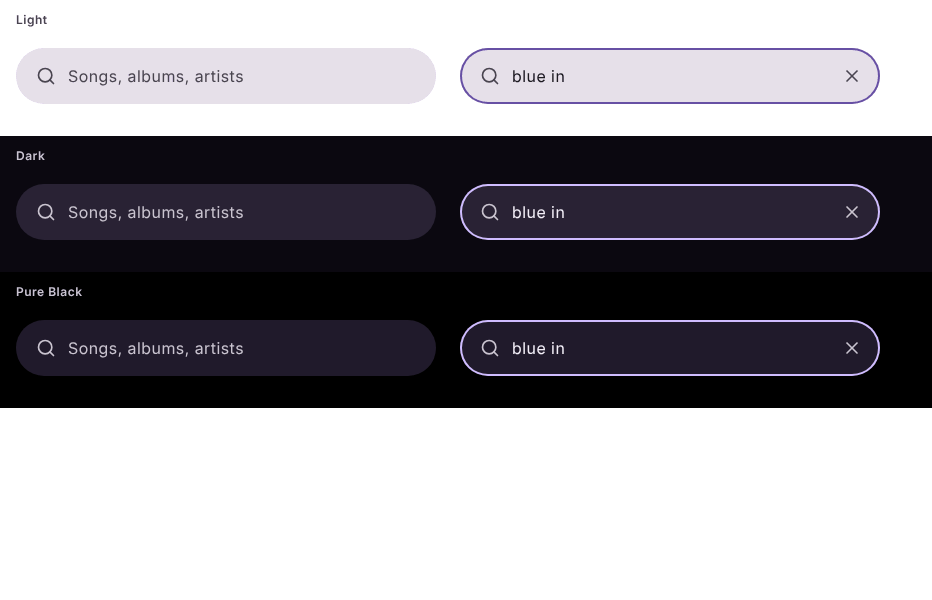 Light
Songs, albums, artists
blue in
Dark
Songs, albums, artists
blue in
Pure Black
Songs, albums, artists
blue in